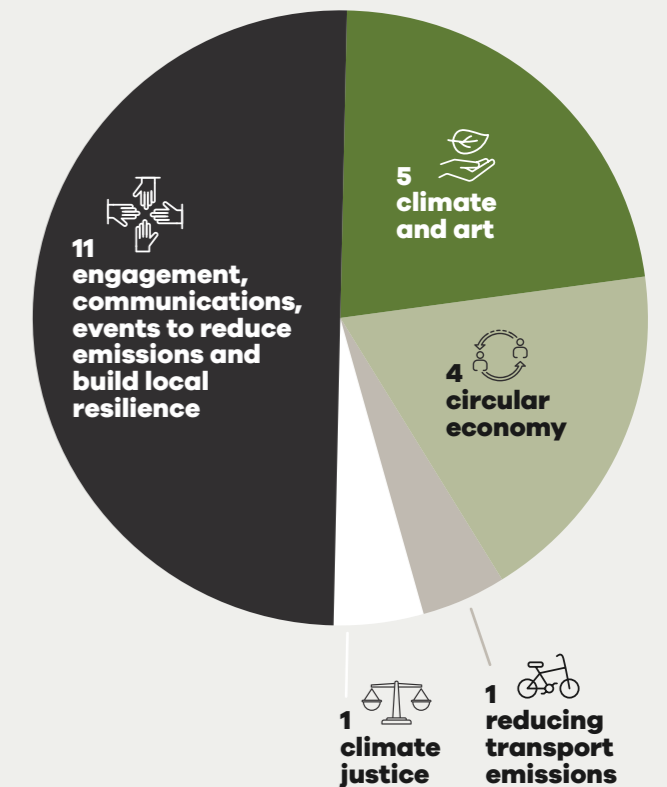 5
climate
and art
11
engagement,
communications,
events to reduce
emissions and
build local
resilience
4
circular
economy
1
climate
justice
1
reducing
transport
emissions